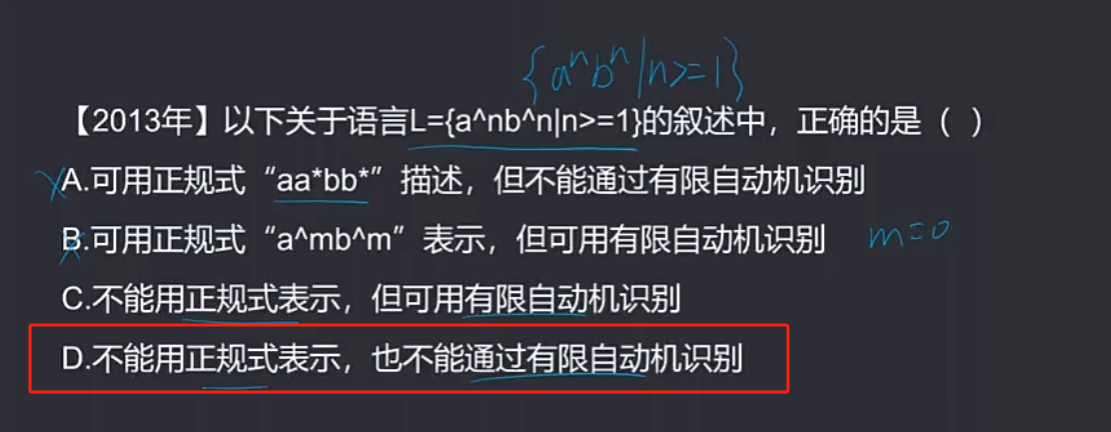 {aⁿbⁿ|n>=1}
【2013年】以下关于语言L={a^nb^n|n>=1}的叙述中，正确的是（ ）
A.可用正规式“aa*bb*”描述，但不能通过有限自动机识别
B.可用正规式“a^mb^m”表示，但可用有限自动机识别 m=0
C.不能用正规式表示，但可用有限自动机识别
D.不能用正规式表示，也不能通过有限自动机识别